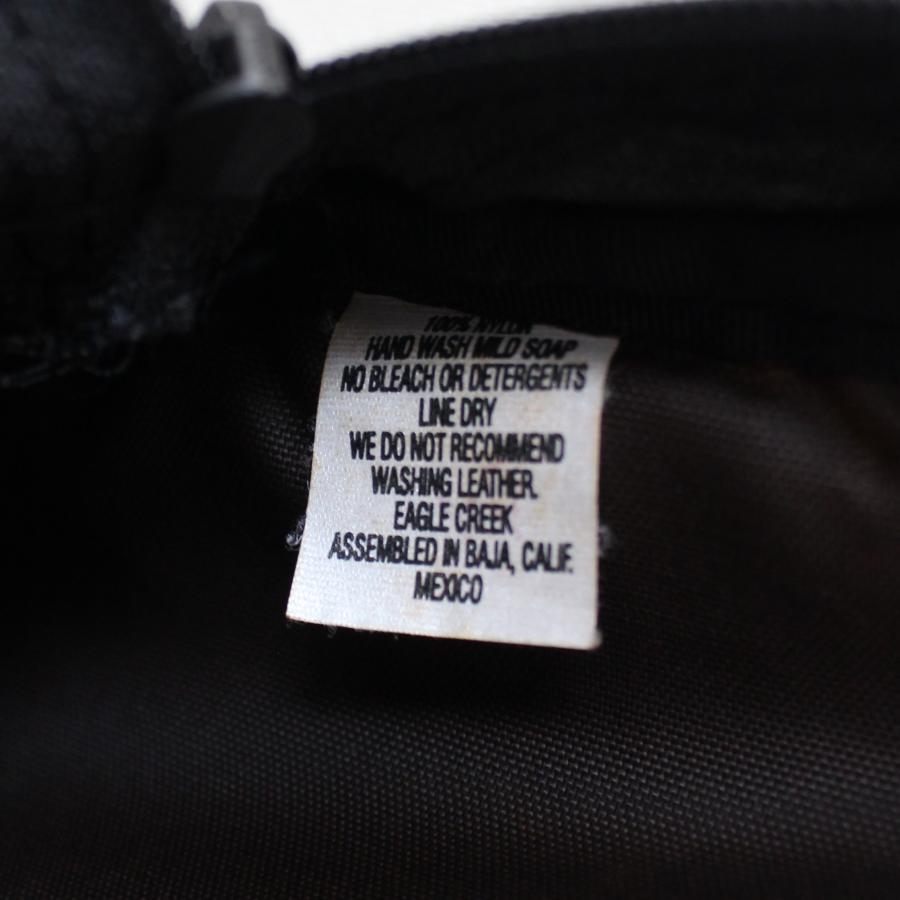 100% NYLON
HAND WASH MILD SOAP
NO BLEACH OR DETERGENTS
LINE DRY
WE DO NOT RECOMMEND
WASHING LEATHER.
EAGLE CREEK
ASSEMBLED IN BAJA, CALIF.
MEXICO